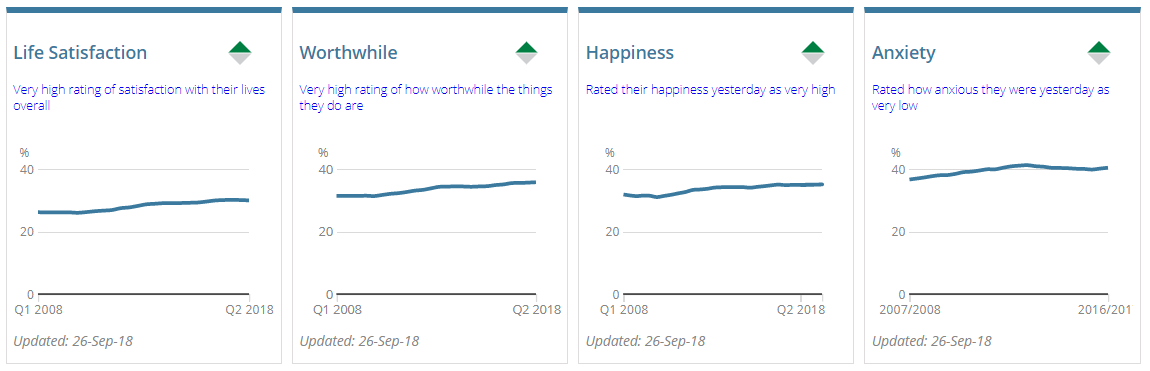 Life Satisfaction
Very high rating of satisfaction with their lives
overall
%
40
20
0
Q1 2008 Q2 2018
Updated: 26-Sep-18
Worthwhile
Very high rating of how worthwhile the things
they do are
%
40
20
0
Q1 2008 Q2 2018
Updated: 26-Sep-18
Happiness
Rated their happiness yesterday as very high
%
40
20
0
Q1 2008 Q2 2018
Updated: 26-Sep-18
Anxiety
Rated how anxious they were yesterday as
very low
%
40
20
0
2007/2008 2016/201
Updated: 26-Sep-18